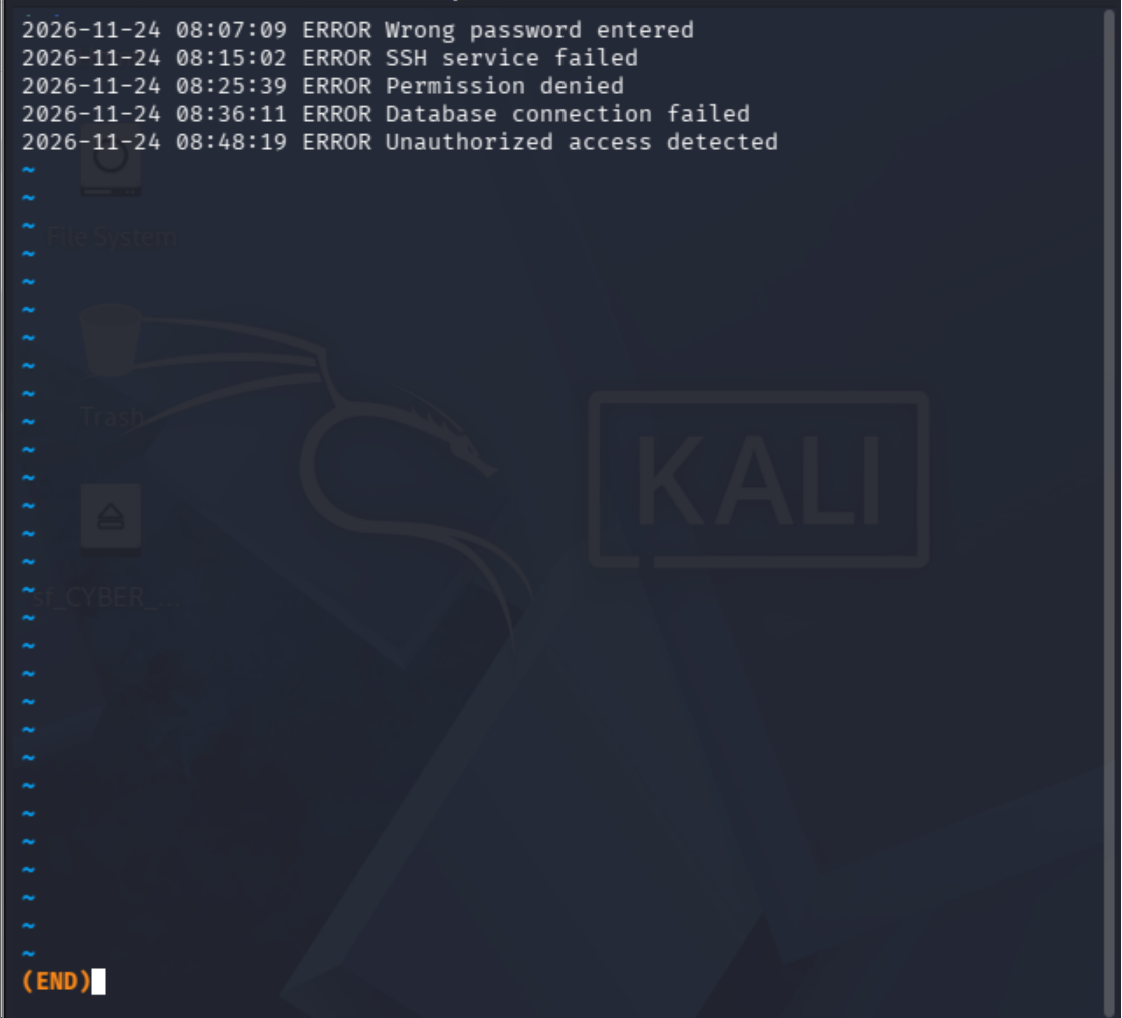 2026-11-24 08:07:09 ERROR Wrong password entered
2026-11-24 08:15:02 ERROR SSH service failed
2026-11-24 08:25:39 ERROR Permission denied
2026-11-24 08:36:11 ERROR Database connection failed
2026-11-24 08:48:19 ERROR Unauthorized access detected
~
~
~
File System
~
~
~
~
~
~
Trash
~
KALI
~
~
~
~
~
~
sf_CYBER_...
~
~
~
~
~
~
~
~
~
~
~
~
~
(END)